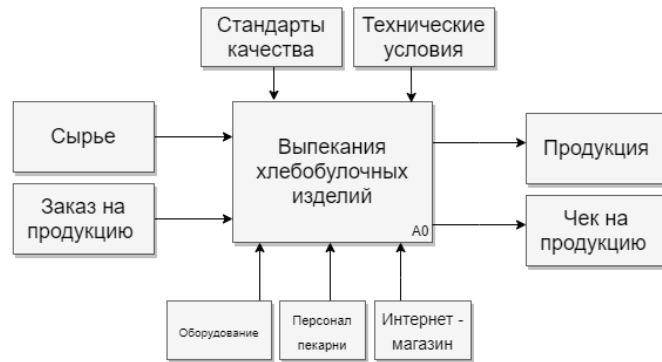 Стандарты
качества
Технические
условия
Сырье
Заказ на
продукцию
Выпекания
хлебобулочных
изделий
A0
Продукция
Чек на
продукцию
Оборудование
Персонал
пекарни
Интернет -
магазин